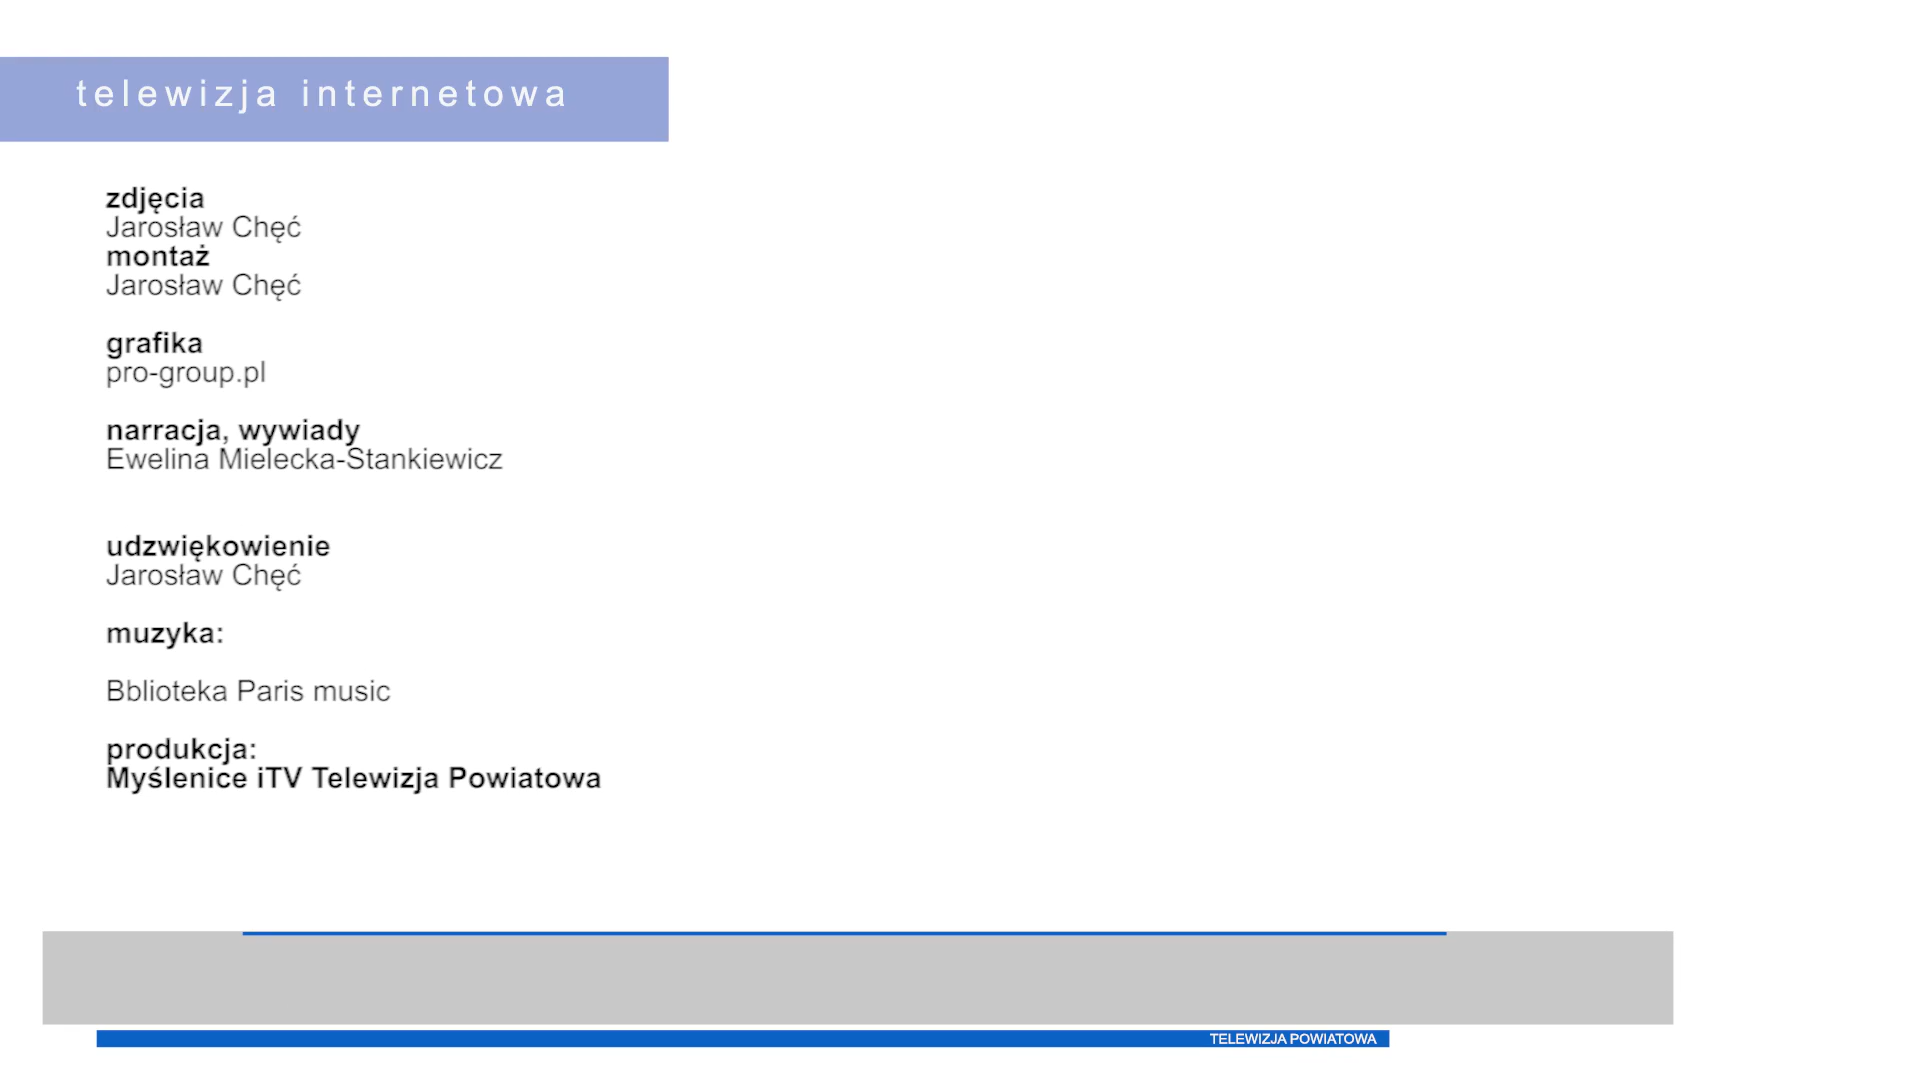 telewizja internetowa
zdjęcia
Jarosław Chęć
montaż
Jarosław Chęć
grafika
pro-group.pl
narracja, wywiady
Ewelina Mielecka-Stankiewicz
udzwiękowienie
Jarosław Chęć
muzyka:
Bblioteka Paris music
produkcja:
Myślenice iTV Telewizja Powiatowa
TELEWIZJA POWIATOWA